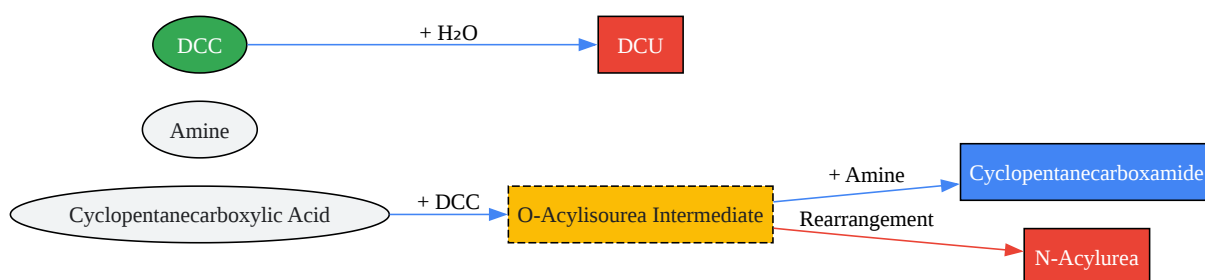 DCC
+ H₂O
DCU
Amine
Cyclopentanecarboxylic Acid
+ DCC
O-Acylisourea Intermediate
+ Amine
Cyclopentanecarboxamide
Rearrangement
N-Acylurea